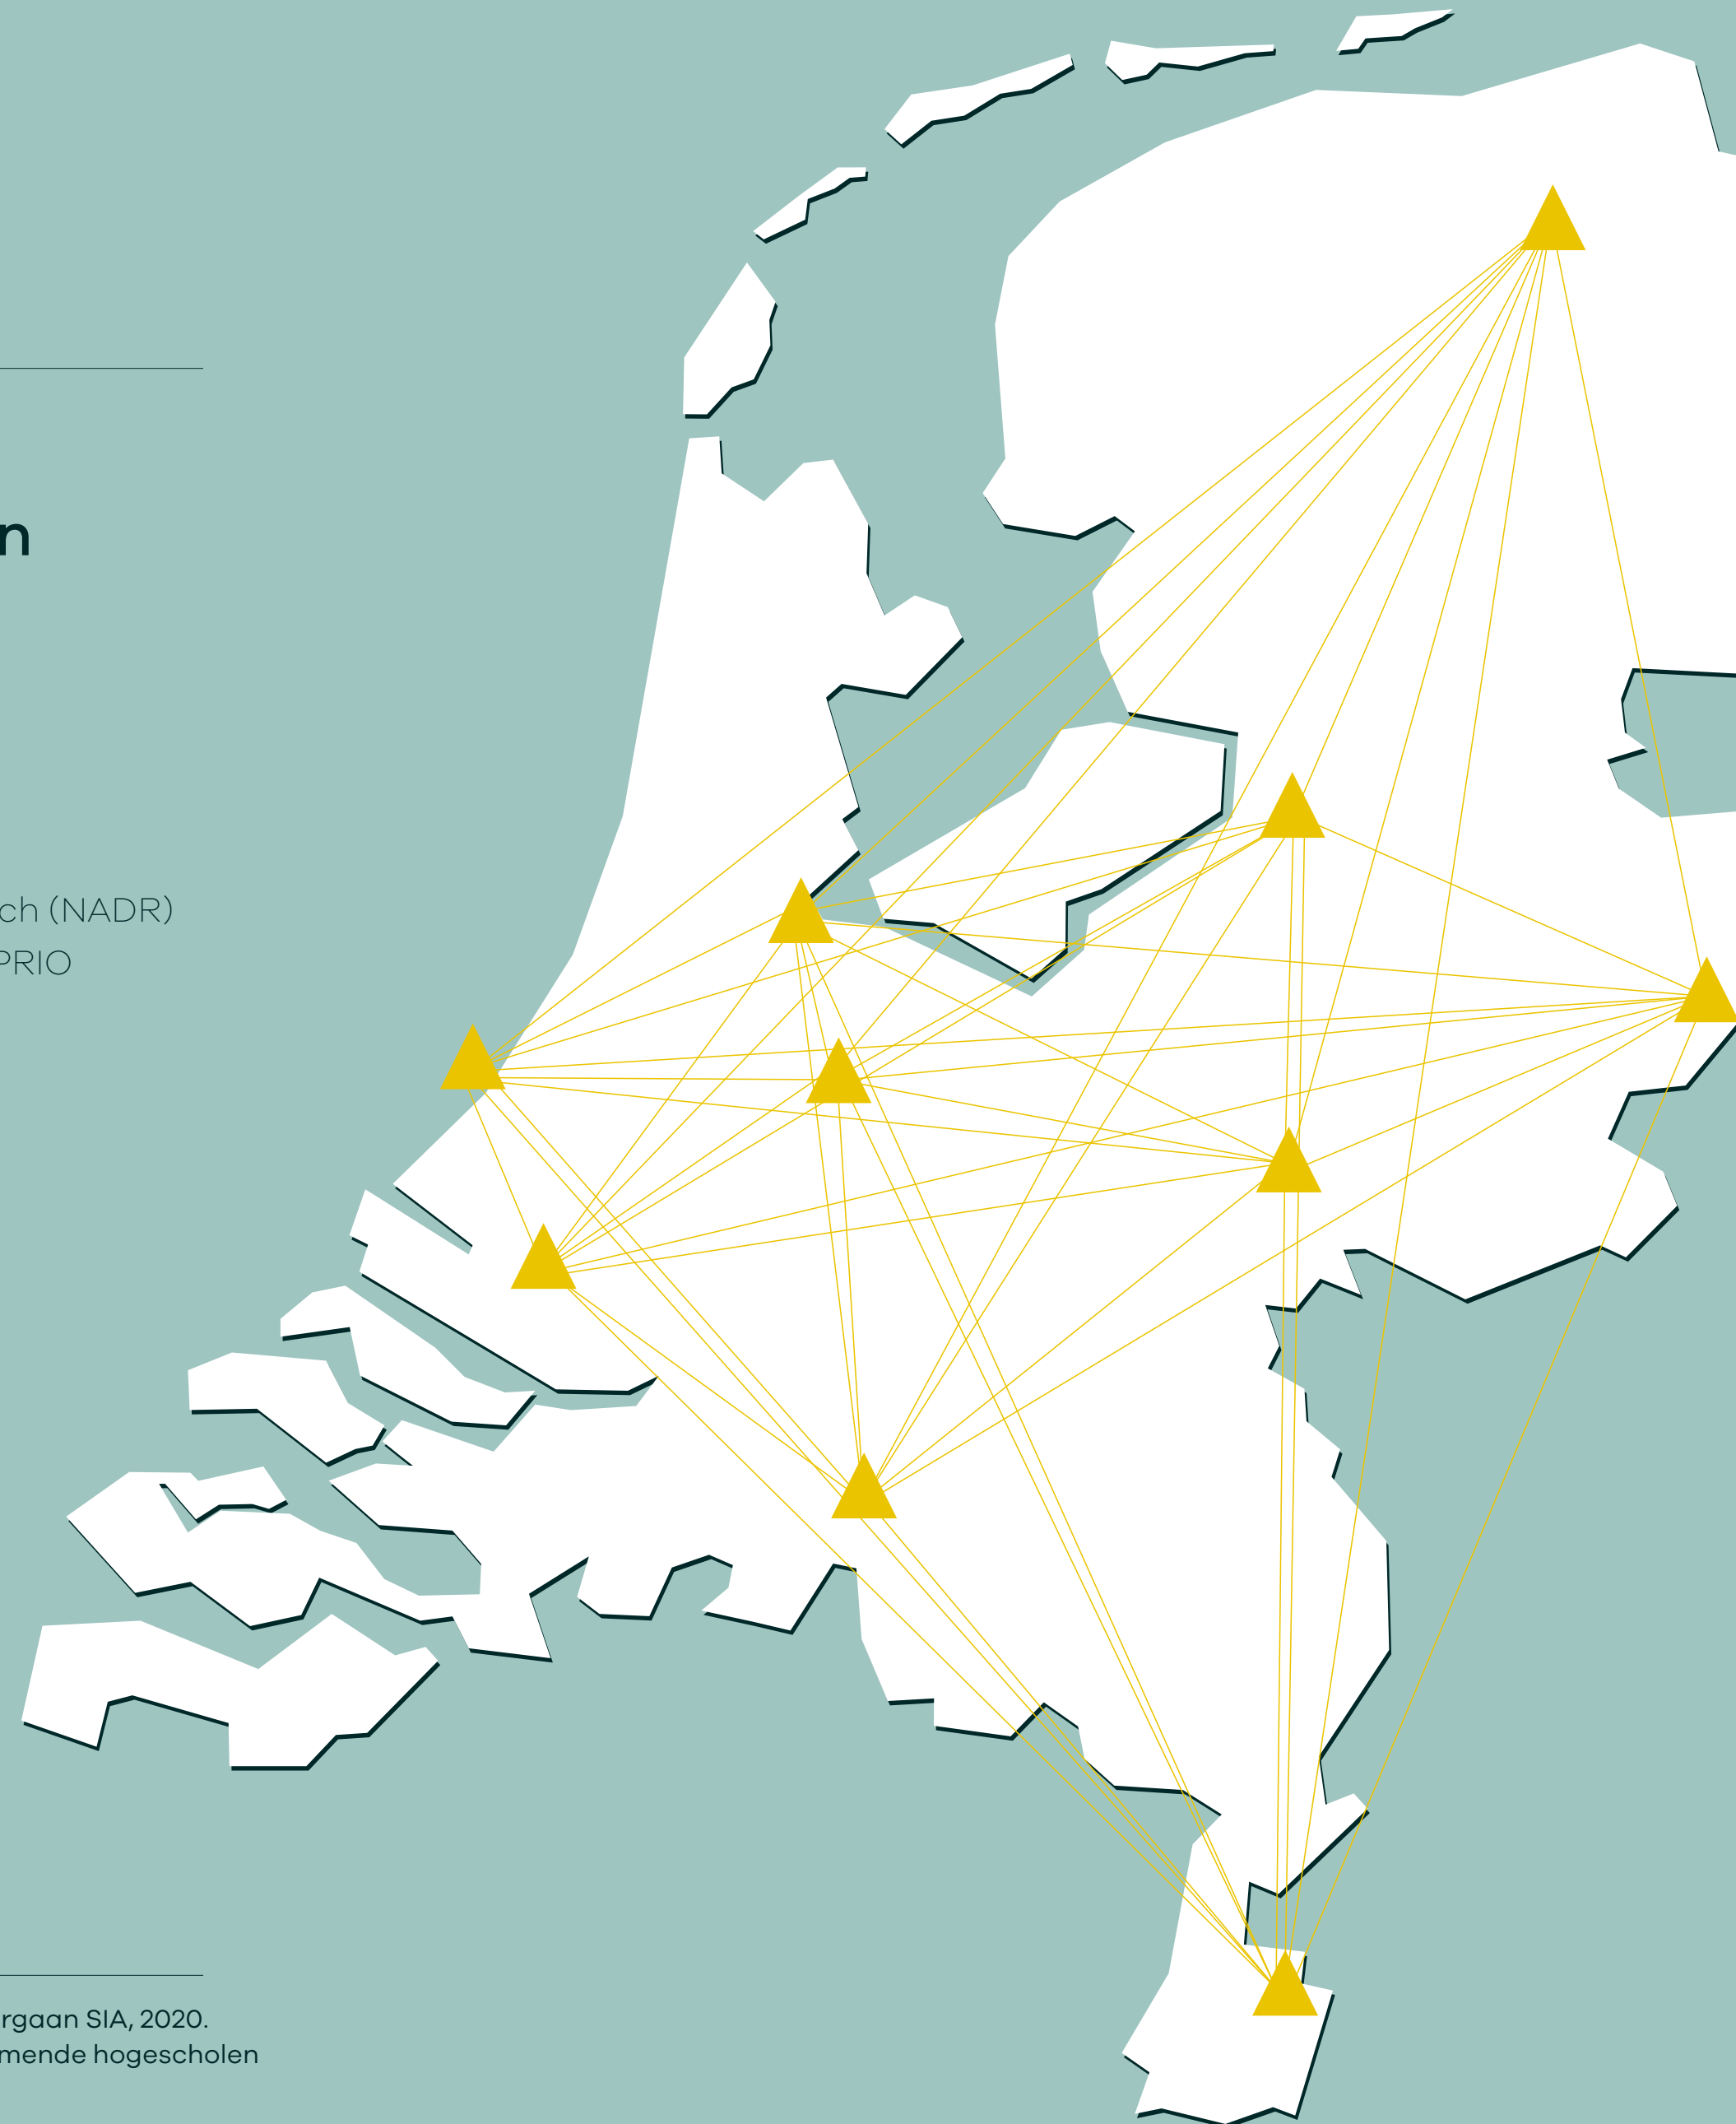 n
ch (NADR)
PRIO
rgaan SIA, 2020.
mende hogescholen